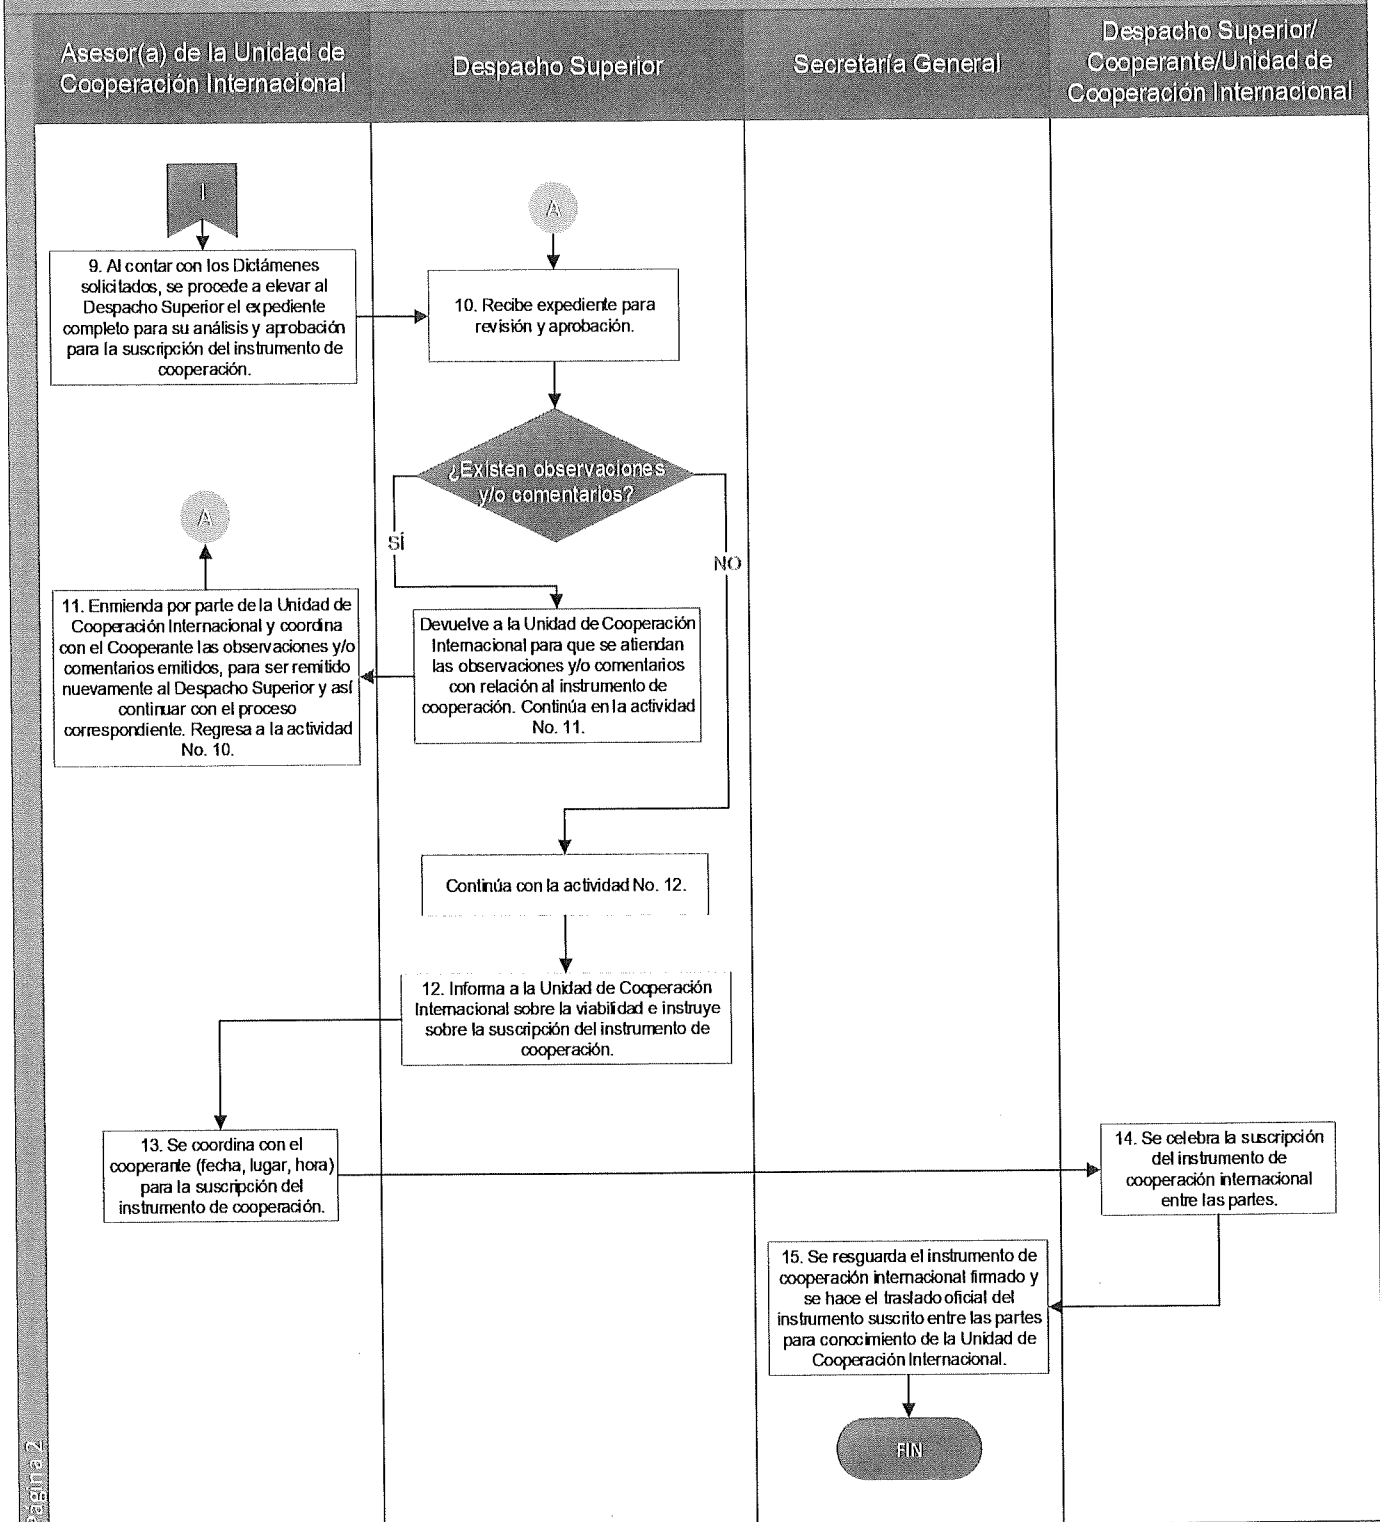 Asesor(a) de la Unidad de
Cooperación Internacional
Despacho Superior
Secretaría General
Despacho Superior/
Cooperante/Unidad de
Cooperación Internacional
I
A
9. Al contar con los Dictámenes
solicitados, se procede a elevar al
Despacho Superior el expediente
completo para su análisis y aprobación
para la suscripción del instrumento de
cooperación.
10. Recibe expediente para
revisión y aprobación.
¿Existen observaciones
y/o comentarios?
SÍ
NO
A
11. Enmienda por parte de la Unidad de
Cooperación Internacional y coordina
con el Cooperante las observaciones y/o
comentarios emitidos, para ser remitido
nuevamente al Despacho Superior y así
continuar con el proceso
correspondiente. Regresa a la actividad
No. 10.
Devuelve a la Unidad de Cooperación
Internacional para que se atiendan
las observaciones y/o comentarios
con relación al instrumento de
cooperación. Continúa en la actividad
No. 11.
Continúa con la actividad No. 12.
12. Informa a la Unidad de Cooperación
Internacional sobre la viabilidad e instruye
sobre la suscripción del instrumento de
cooperación.
13. Se coordina con el
cooperante (fecha, lugar, hora)
para la suscripción del
instrumento de cooperación.
14. Se celebra la suscripción
del instrumento de
cooperación internacional
entre las partes.
15. Se resguarda el instrumento de
cooperación internacional firmado y
se hace el traslado oficial del
instrumento suscrito entre las partes
para conocimiento de la Unidad de
Cooperación Internacional.
FIN
Página 2